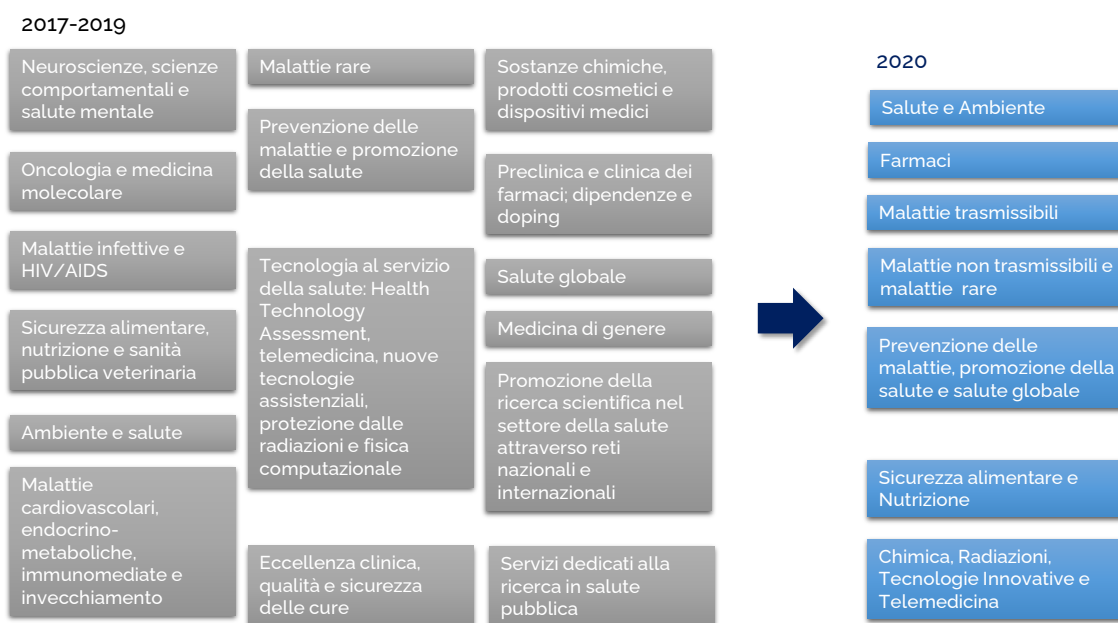 2017-2019
Neuroscienze, scienze
comportamentali e
salute mentale
Oncologia e medicina
molecolare
Malattie infettive e
HIV/AIDS
Sicurezza alimentare,
nutrizione e sanità
pubblica veterinaria
Ambiente e salute
Malattie
cardiovascolari,
endocrino-
metaboliche,
immunomediate e
invecchiamento
Malattie rare
Prevenzione delle
malattie e promozione
della salute
Tecnologia al servizio
della salute: Health
Technology
Assessment,
telemedicina, nuove
tecnologie
assistenziali,
protezione dalle
radiazioni e fisica
computazionale
Eccellenza clinica,
qualità e sicurezza
delle cure
Sostanze chimiche,
prodotti cosmetici e
dispositivi medici
Preclinica e clinica dei
farmaci; dipendenze e
doping
Salute globale
Medicina di genere
Promozione della
ricerca scientifica nel
settore della salute
attraverso reti
nazionali e
internazionali
Servizi dedicati alla
ricerca in salute
pubblica
2020
Salute e Ambiente
Farmaci
Malattie trasmissibili
Malattie non trasmissibili e
malattie rare
Prevenzione delle
malattie, promozione della
salute e salute globale
Sicurezza alimentare e
Nutrizione
Chimica, Radiazioni,
Tecnologie Innovative e
Telemedicina